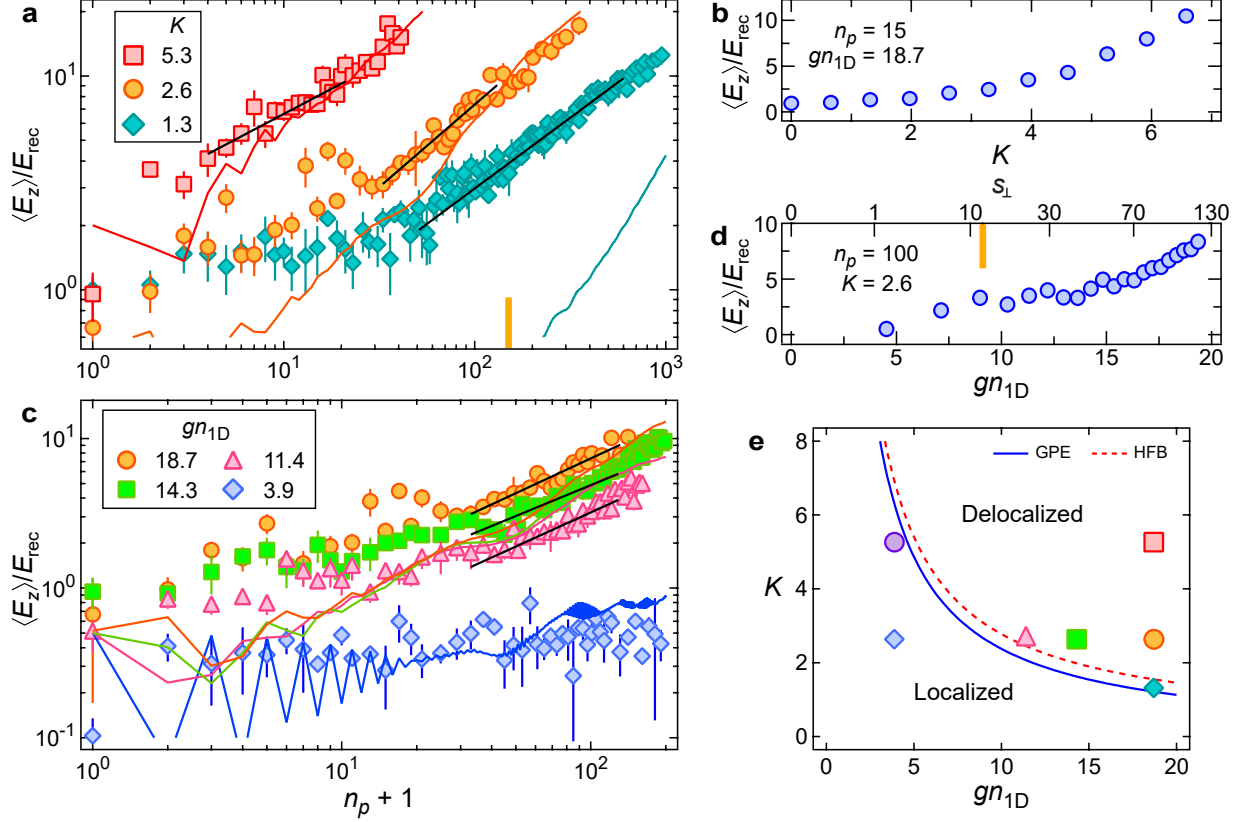 a
K
5.3
2.6
1.3
⟨E_z⟩/E_rec
10^1
10^0
10^0
10^1
10^2
10^3
b
n_p = 15
gn_1D = 18.7
⟨E_z⟩/E_rec
10
5
0
0
2
4
6
K
s_⊥
0
1
10
30
70
130
d
n_p = 100
K = 2.6
⟨E_z⟩/E_rec
10
5
0
0
5
10
15
20
gn_1D
c
gn_1D
18.7
11.4
14.3
3.9
⟨E_z⟩/E_rec
10^1
10^0
10^-1
10^0
10^1
10^2
n_p + 1
e
GPE
HFB
Delocalized
Localized
K
8
6
4
2
0
0
5
10
15
20
gn_1D